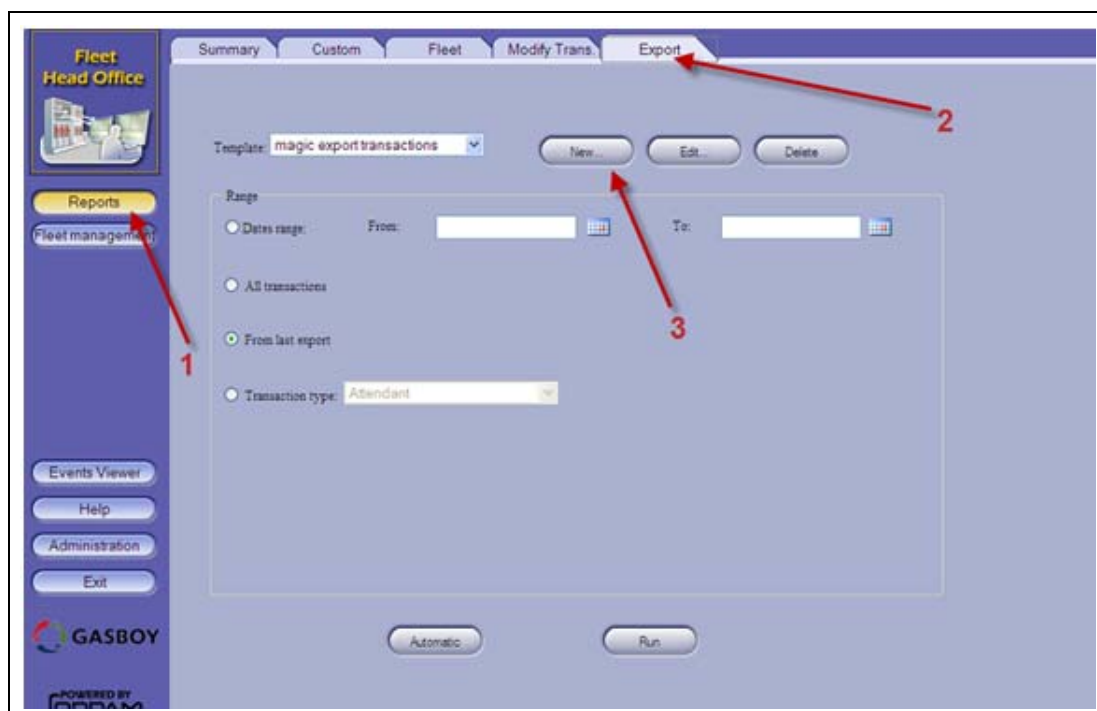 Fleet
Head Office
Summary Custom Fleet Modify Trans. Export
2
Template: magic export transactions New... Edit... Delete
Reports
Fleet management
Range
Dates range: From: To:
All transactions
3
From last export
1
Transaction type: Attendant
Events Viewer
Help
Administration
Exit
GASBOY
Automatic Run
POWERED BY